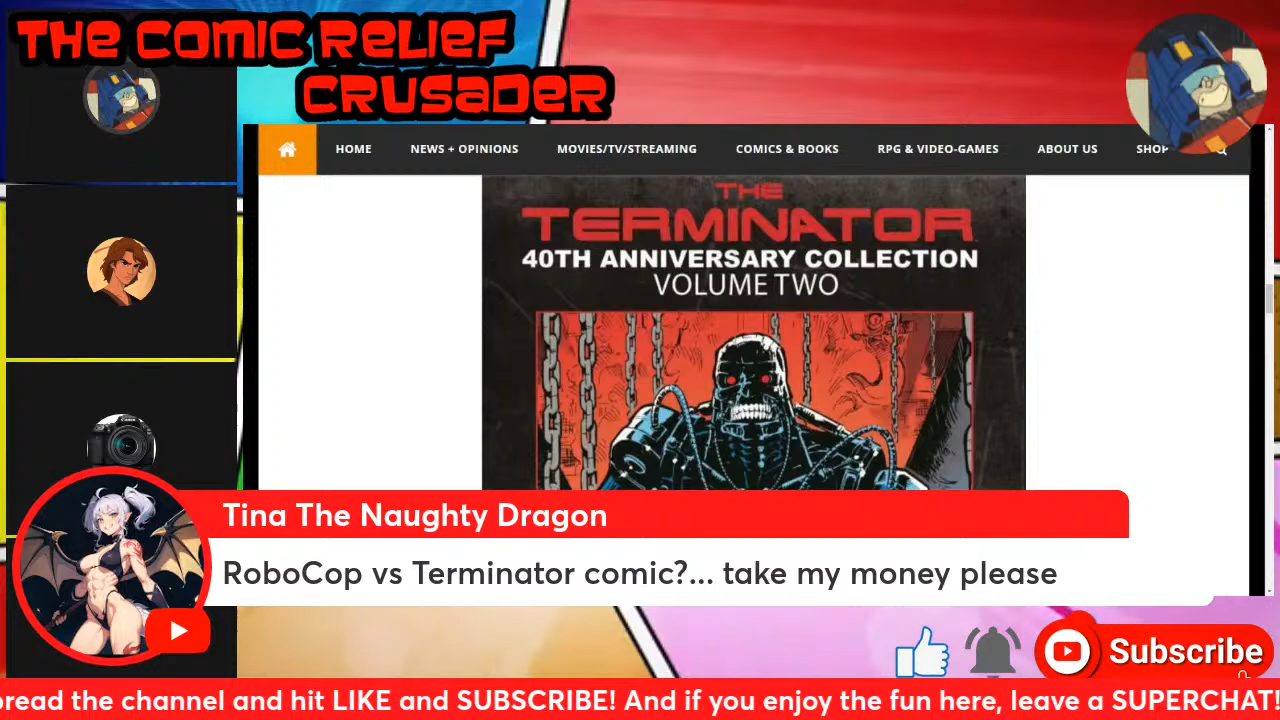 THE COMIC RELIEF
CRUSADER
HOME NEWS + OPINIONS MOVIES/TV/STREAMING COMICS & BOOKS RPG & VIDEO-GAMES ABOUT US SHOP
THE
TERMINATOR
40TH ANNIVERSARY COLLECTION
VOLUME TWO
Tina The Naughty Dragon
RoboCop vs Terminator comic?... take my money please
Subscribe
pread the channel and hit LIKE and SUBSCRIBE! And if you enjoy the fun here, leave a SUPERCHAT!